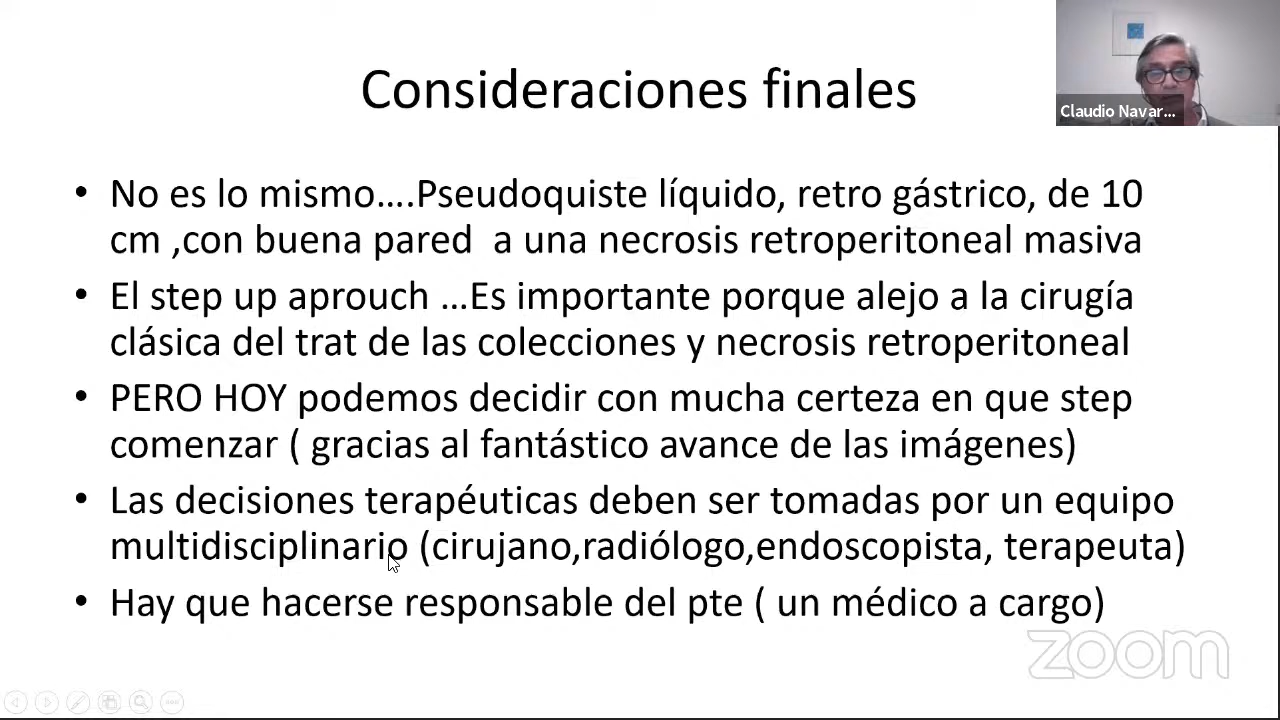 Consideraciones finales
Claudio Navar...
• No es lo mismo....Pseudoquiste líquido, retro gástrico, de 10
cm ,con buena pared  a una necrosis retroperitoneal masiva
• El step up aprouch ...Es importante porque alejo a la cirugía
clásica del trat de las colecciones y necrosis retroperitoneal
• PERO HOY podemos decidir con mucha certeza en que step
comenzar ( gracias al fantástico avance de las imágenes)
• Las decisiones terapéuticas deben ser tomadas por un equipo
multidisciplinario (cirujano,radiólogo,endoscopista, terapeuta)
• Hay que hacerse responsable del pte ( un médico a cargo)
zoom